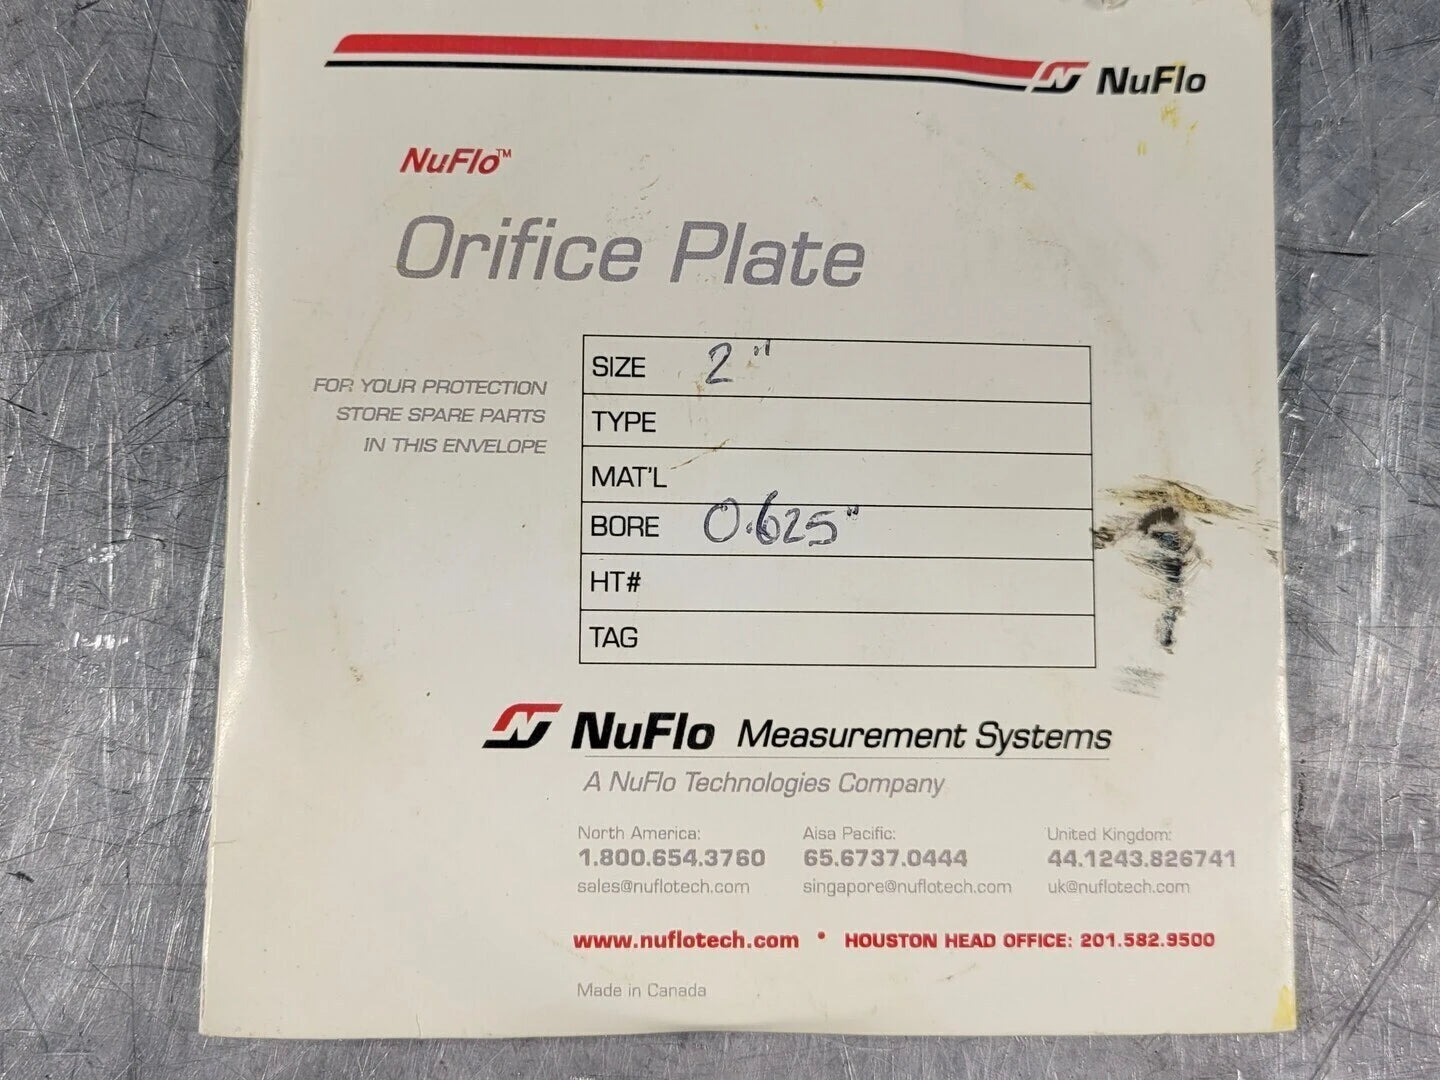 NuFlo
NuFlo™
Orifice Plate
FOR YOUR PROTECTION
STORE SPARE PARTS
IN THIS ENVELOPE
SIZE 2"
TYPE
MAT'L
BORE 0.625"
HT#
TAG
NuFlo Measurement Systems
A NuFlo Technologies Company
North America: Aisa Pacific: United Kingdom:
1.800.654.3760 65.6737.0444 44.1243.826741
sales@nuflotech.com singapore@nuflotech.com uk@nuflotech.com
www.nuflotech.com • HOUSTON HEAD OFFICE: 201.582.9500
Made in Canada